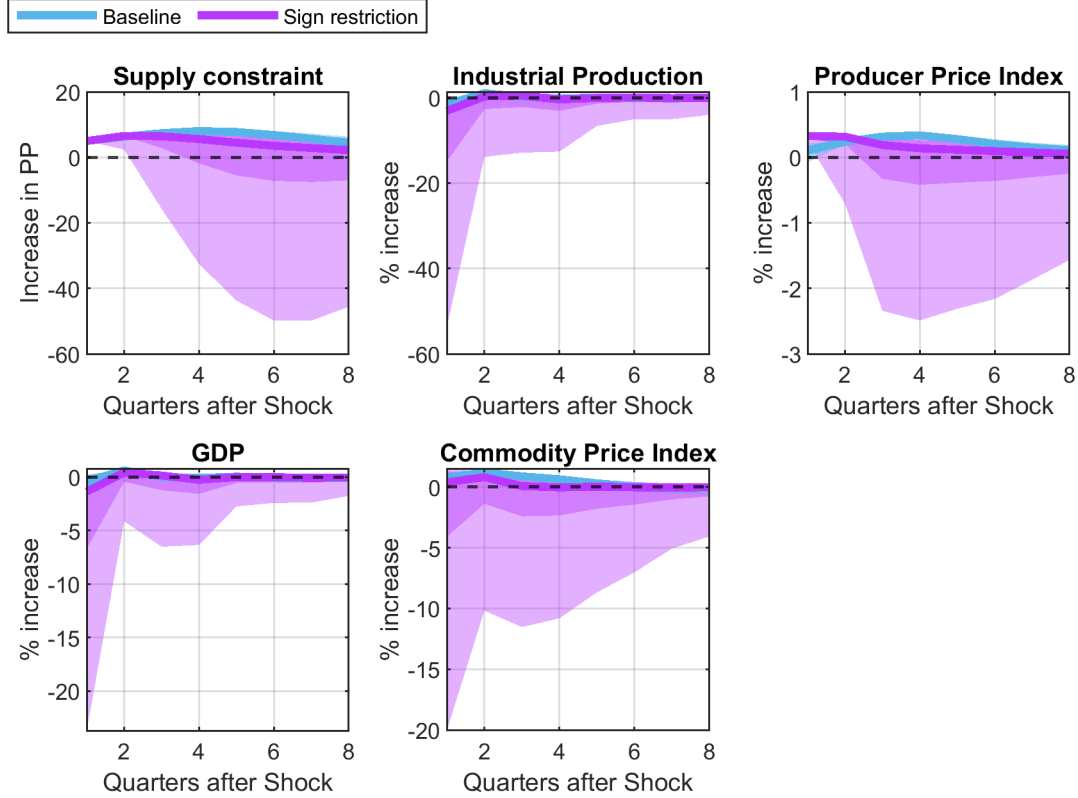 Baseline Sign restriction
Supply constraint
Increase in PP
20
0
-20
-40
-60
2 4 6 8
Quarters after Shock
Industrial Production
% increase
0
-20
-40
-60
2 4 6 8
Quarters after Shock
Producer Price Index
% increase
1
0
-1
-2
-3
2 4 6 8
Quarters after Shock
GDP
% increase
0
-5
-10
-15
-20
2 4 6 8
Quarters after Shock
Commodity Price Index
% increase
0
-5
-10
-15
-20
2 4 6 8
Quarters after Shock